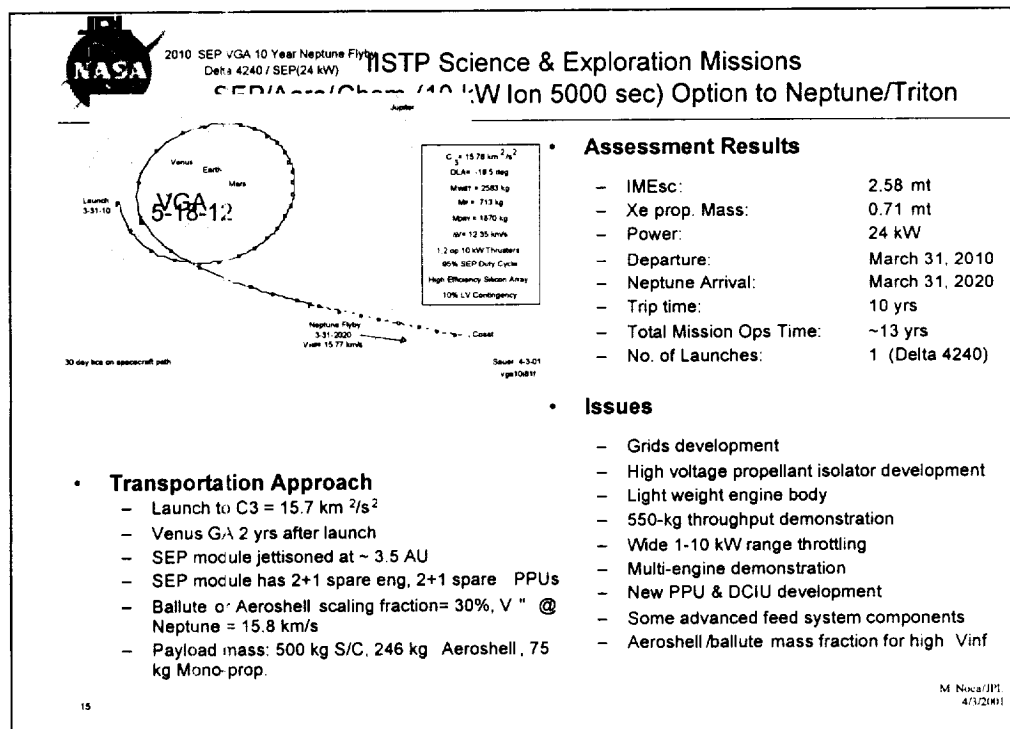 NASA
2010 SEP VGA 10 Year Neptune Flyby
Delta 4240 / SEP(24 kW)
IISTP Science & Exploration Missions
SEP/Aero/Chem (10 kW Ion 5000 sec) Option to Neptune/Triton
Jupiter
Venus
Earth
Mars
Launch
3-31-10
VGA
5-18-12
C3 = 15.78 km2/s2
DLA= -18.5 deg
= 2583 kg
= 713 kg
= 1870 kg
= 12.35 km/s
1,2 op 10 kW Thrusters
95% SEP Duty Cycle
High Efficiency Silicon Array
10% LV Contingency
Neptune Flyby
3-31-2020
15.77 km/s
Coast
30 day tics on spacecraft path
Sauer 4-3-01
• Assessment Results
– IMEsc: 2.58 mt
– Xe prop. Mass: 0.71 mt
– Power: 24 kW
– Departure: March 31, 2010
– Neptune Arrival: March 31, 2020
– Trip time: 10 yrs
– Total Mission Ops Time: ~13 yrs
– No. of Launches: 1 (Delta 4240)
• Issues
– Grids development
– High voltage propellant isolator development
– Light weight engine body
– 550-kg throughput demonstration
– Wide 1-10 kW range throttling
– Multi-engine demonstration
– New PPU & DCIU development
– Some advanced feed system components
– Aeroshell/ballute mass fraction for high Vinf
• Transportation Approach
– Launch to C3 = 15.7 km 2/s2
– Venus GA 2 yrs after launch
– SEP module jettisoned at ~ 3.5 AU
– SEP module has 2+1 spare eng, 2+1 spare PPUs
– Ballute or Aeroshell scaling fraction= 30%, V " @
Neptune = 15.8 km/s
– Payload mass: 500 kg S/C, 246 kg Aeroshell, 75
kg Mono-prop.
15
M. Noca/JPL
4/3/2001